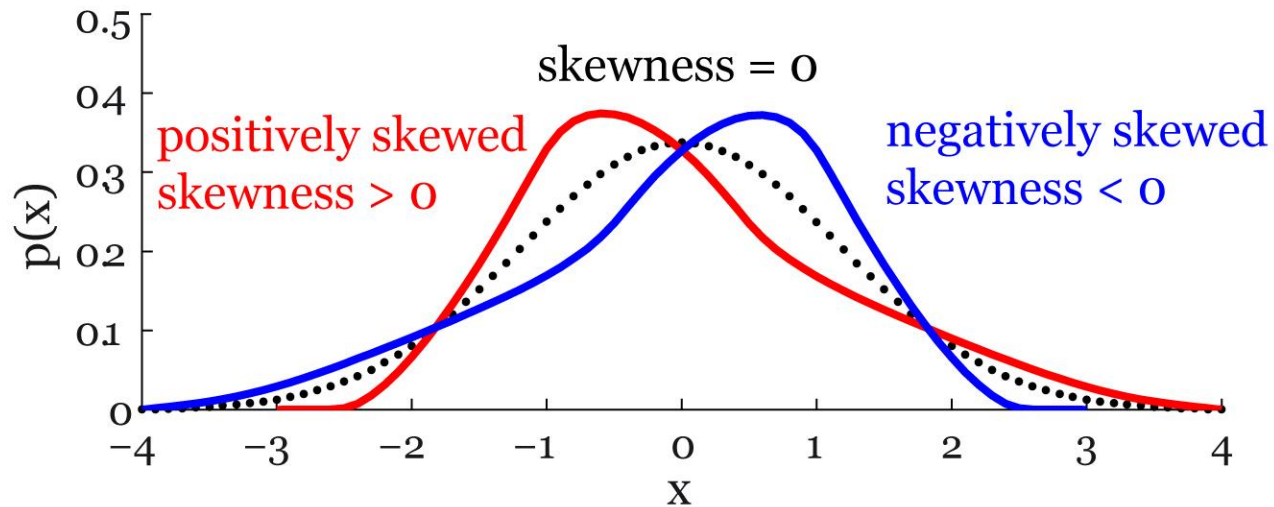 0.5
skewness = 0
0.4
positively skewed
skewness > 0
negatively skewed
skewness < 0
0.3
p(x)
0.2
0.1
0
−4 −3 −2 −1 0 1 2 3 4
x